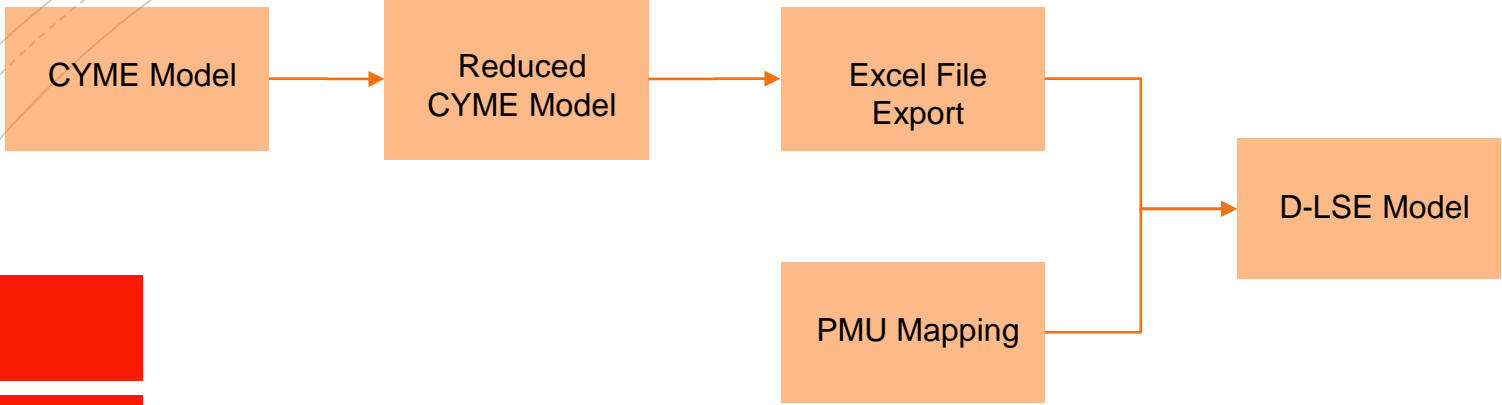 CYME Model
Reduced
CYME Model
Excel File
Export
D-LSE Model
PMU Mapping